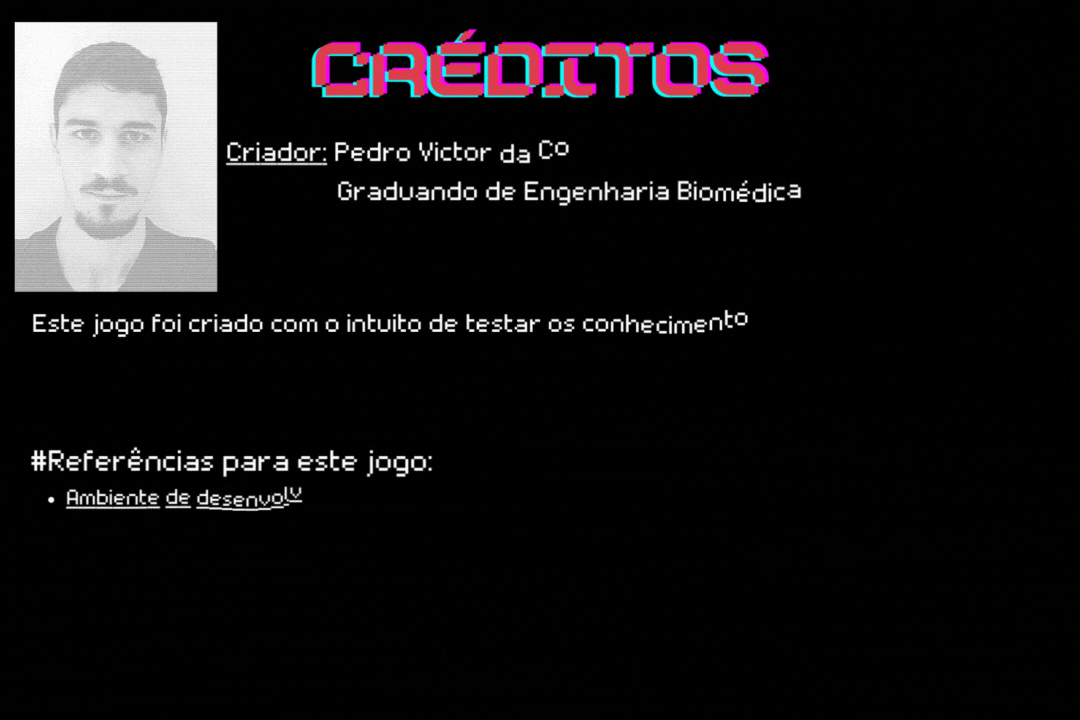 CRÉDITOS
Criador: Pedro Victor da Co
Graduando de Engenharia Biomédica
Este jogo foi criado com o intuito de testar os conhecimento
#Referências para este jogo:
• Ambiente de desenvolv